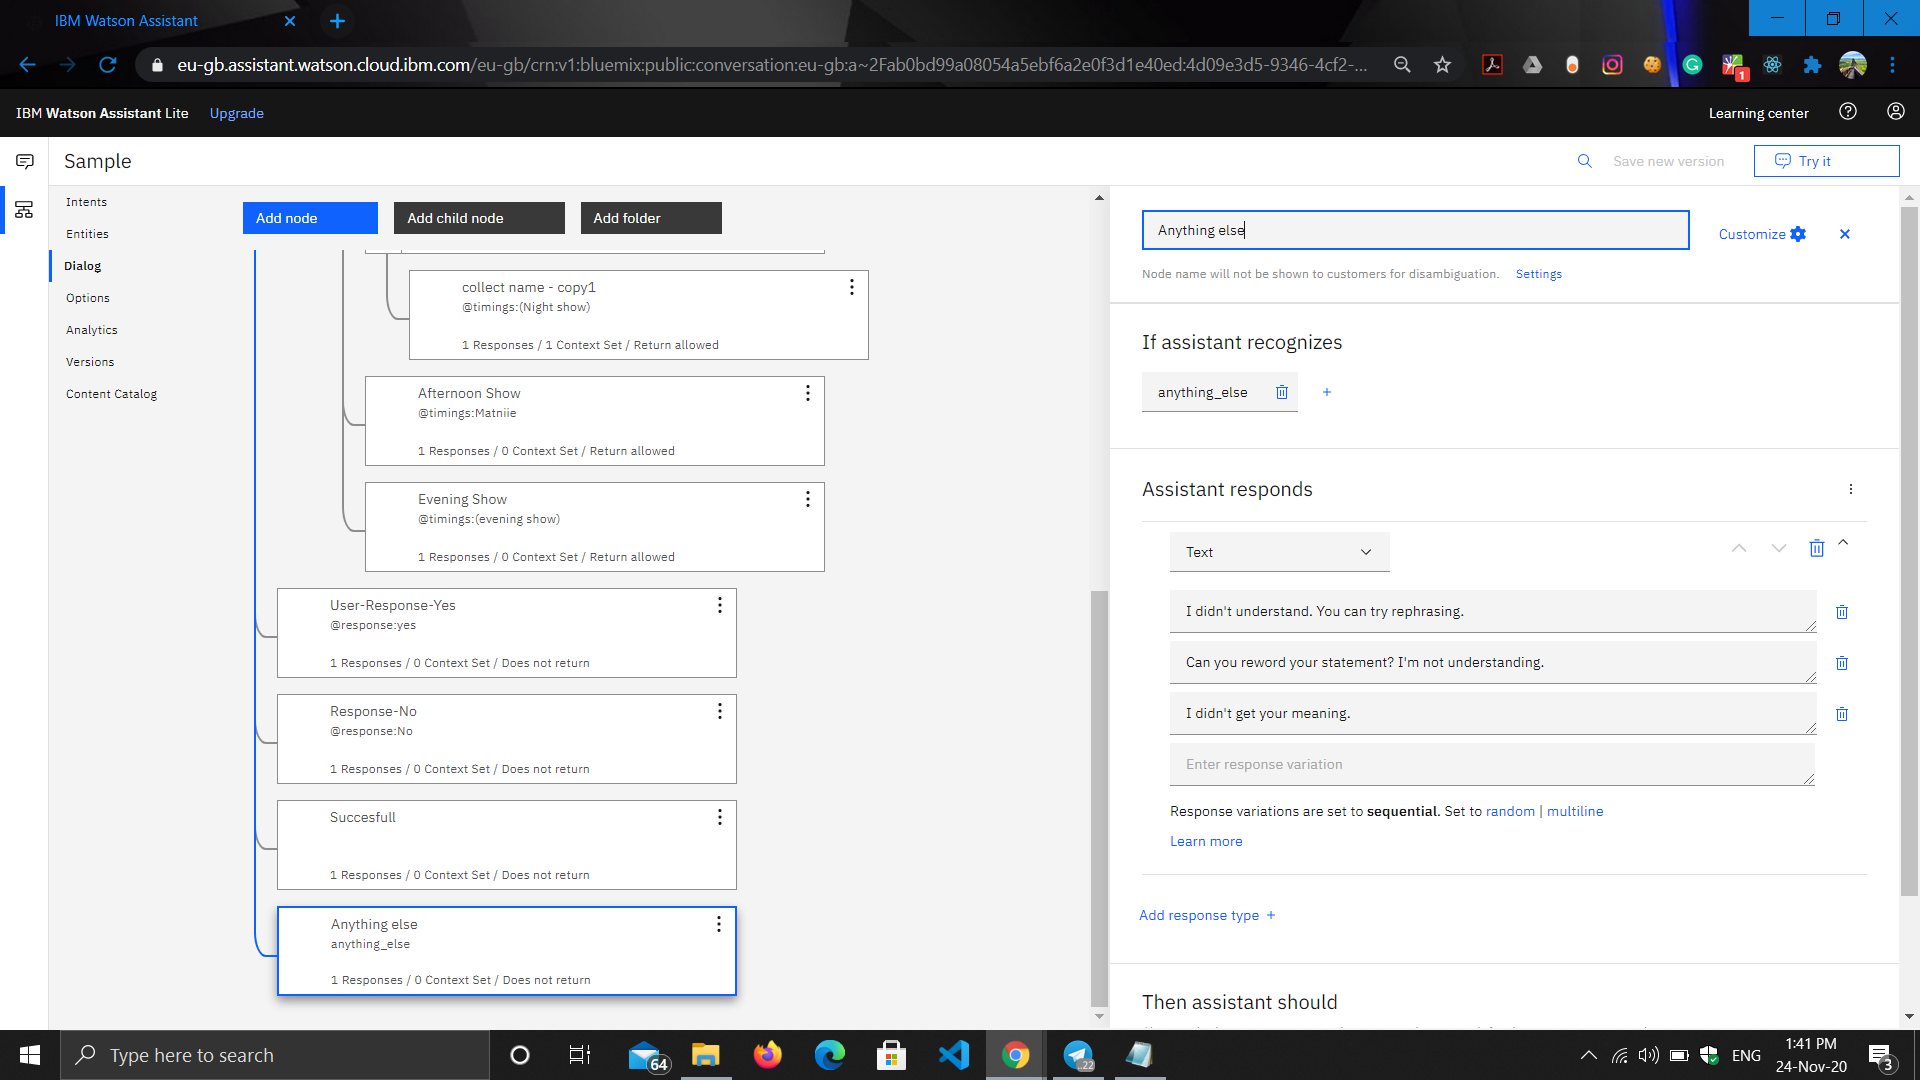 IBM Watson Assistant
eu-gb.assistant.watson.cloud.ibm.com/eu-gb/crn:v1:bluemix:public:conversation:eu-gb:a~2Fab0bd99a08054a5ebf6a2e0f3d1e40ed:4d09e3d5-9346-4cf2-...
1
IBM Watson Assistant Lite Upgrade
Learning center
Sample
Save new version
Try it
Intents
Entities
Dialog
Options
Analytics
Versions
Content Catalog
Add node
Add child node
Add folder
collect name - copy1
@timings:(Night show)
1 Responses / 1 Context Set / Return allowed
Afternoon Show
@timings:Matniie
1 Responses / 0 Context Set / Return allowed
Evening Show
@timings:(evening show)
1 Responses / 0 Context Set / Return allowed
User-Response-Yes
@response:yes
1 Responses / 0 Context Set / Does not return
Response-No
@response:No
1 Responses / 0 Context Set / Does not return
Succesfull
1 Responses / 0 Context Set / Does not return
Anything else
anything_else
1 Responses / 0 Context Set / Does not return
Anything else
Customize
Node name will not be shown to customers for disambiguation. Settings
If assistant recognizes
anything_else
Assistant responds
Text
I didn't understand. You can try rephrasing.
Can you reword your statement? I'm not understanding.
I didn't get your meaning.
Enter response variation
Response variations are set to sequential. Set to random | multiline
Learn more
Add response type +
Then assistant should
Type here to search
64
22
ENG
1:41 PM
24-Nov-20
3